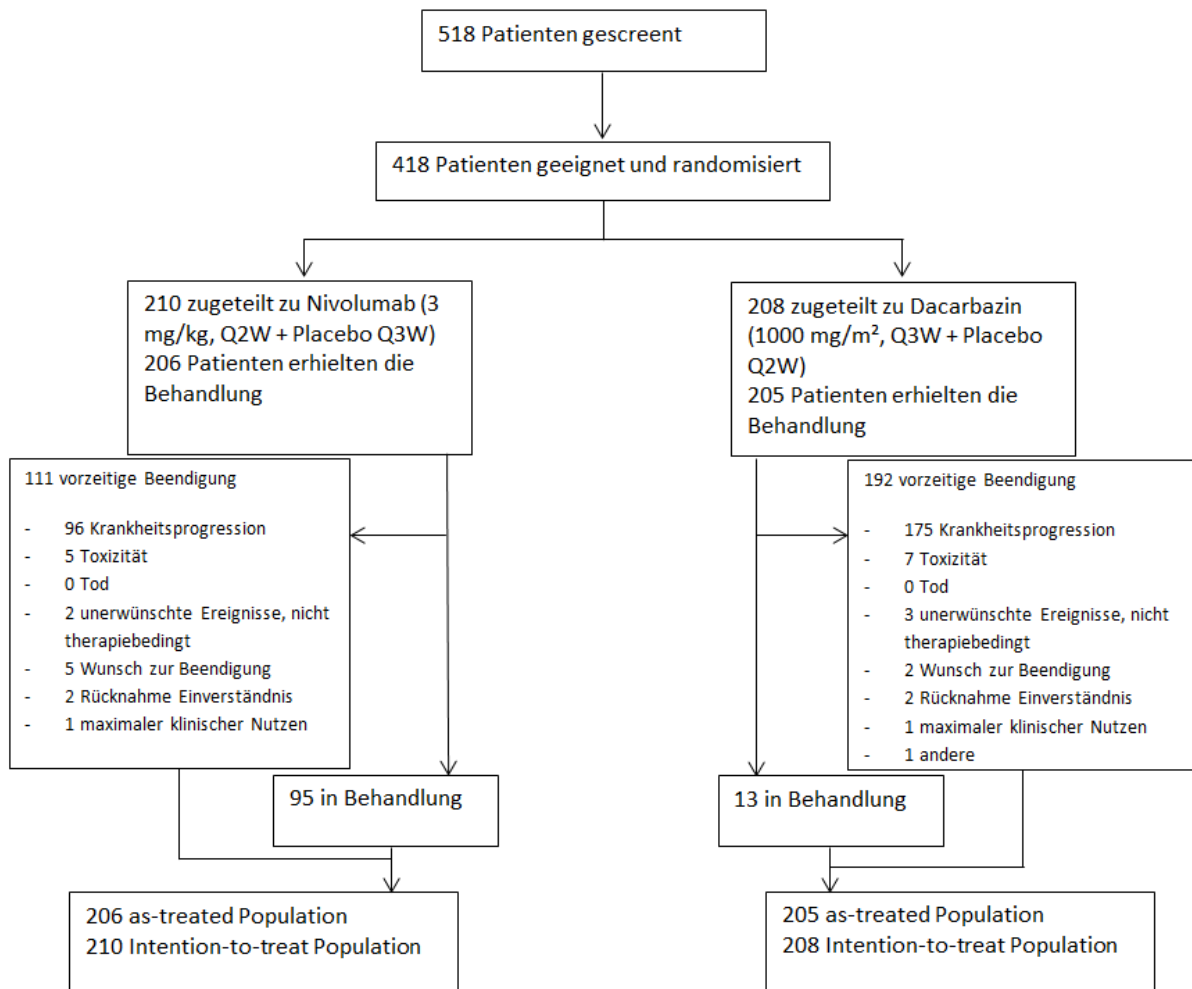 518 Patienten gescreent
418 Patienten geeignet und randomisiert
210 zugeteilt zu Nivolumab (3
mg/kg, Q2W + Placebo Q3W)
206 Patienten erhielten die
Behandlung
208 zugeteilt zu Dacarbazin
(1000 mg/m², Q3W + Placebo
Q2W)
205 Patienten erhielten die
Behandlung
111 vorzeitige Beendigung
- 96 Krankheitsprogression
- 5 Toxizität
- 0 Tod
- 2 unerwünschte Ereignisse, nicht
therapiebedingt
- 5 Wunsch zur Beendigung
- 2 Rücknahme Einverständnis
- 1 maximaler klinischer Nutzen
192 vorzeitige Beendigung
- 175 Krankheitsprogression
- 7 Toxizität
- 0 Tod
- 3 unerwünschte Ereignisse, nicht
therapiebedingt
- 2 Wunsch zur Beendigung
- 2 Rücknahme Einverständnis
- 1 maximaler klinischer Nutzen
- 1 andere
95 in Behandlung
13 in Behandlung
206 as-treated Population
210 Intention-to-treat Population
205 as-treated Population
208 Intention-to-treat Population